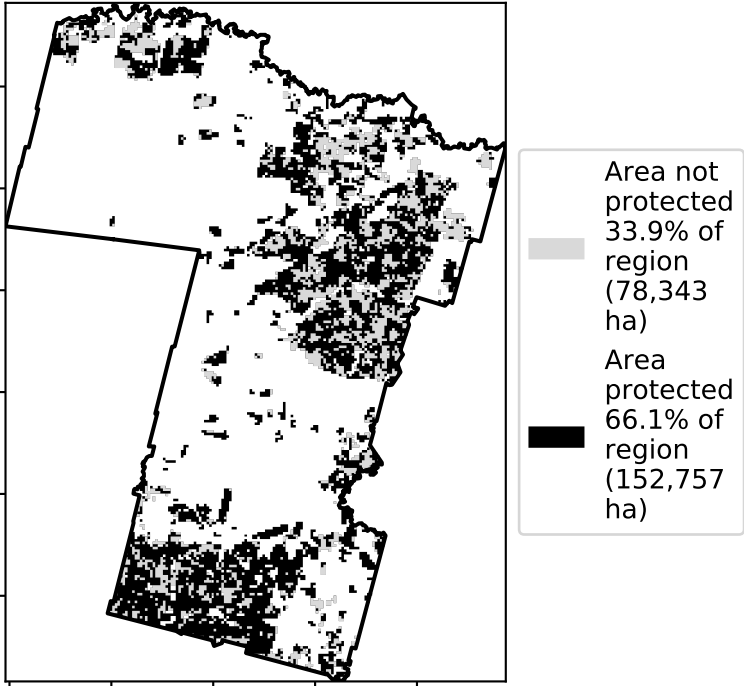 Area not
protected
33.9% of
region
(78,343
ha)
Area
protected
66.1% of
region
(152,757
ha)